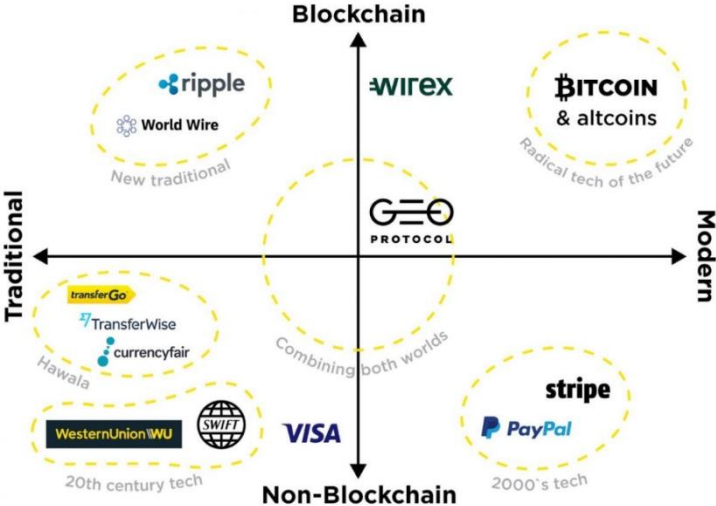 Blockchain
ripple
World Wire
New traditional
WIREX
BITCOIN
& altcoins
Radical tech of the future
GEO
PROTOCOL
Traditional
Modern
transferGo
TransferWise
currencyfair
Hawala
Combining both worlds
WesternUnion WU
SWIFT
20th century tech
VISA
stripe
PayPal
2000`s tech
Non-Blockchain